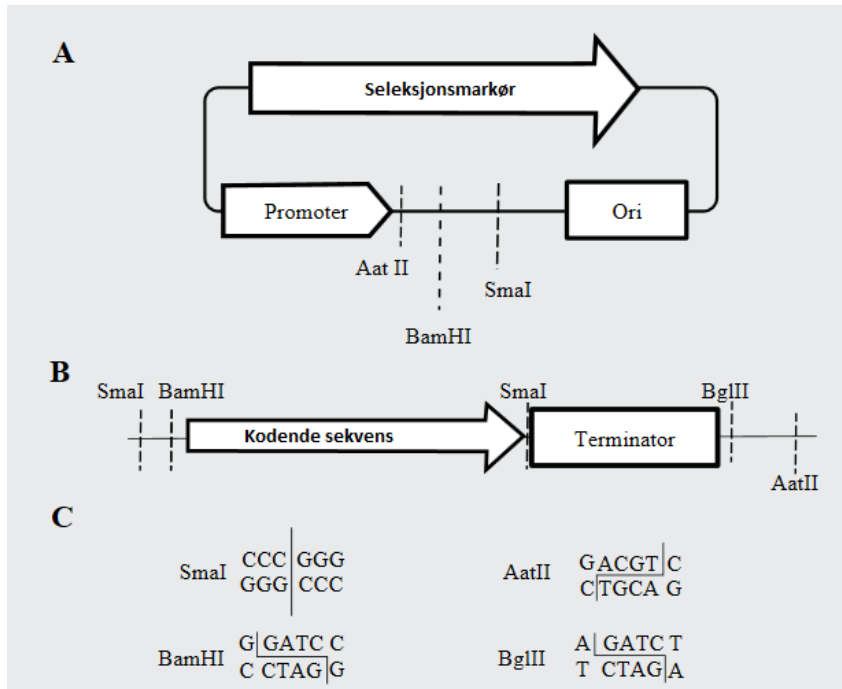 A
Seleksjonsmarkør
Promoter
Ori
Aat II
SmaI
BamHI
B
SmaI BamHI SmaI BglII
Kodende sekvens
Terminator
AatII
C
SmaI
CCC GGG
GGG CCC
AatII
G ACGT C
C TGCA G
BamHI
G GATC C
C CTAG G
BglII
A GATC T
T CTAG A